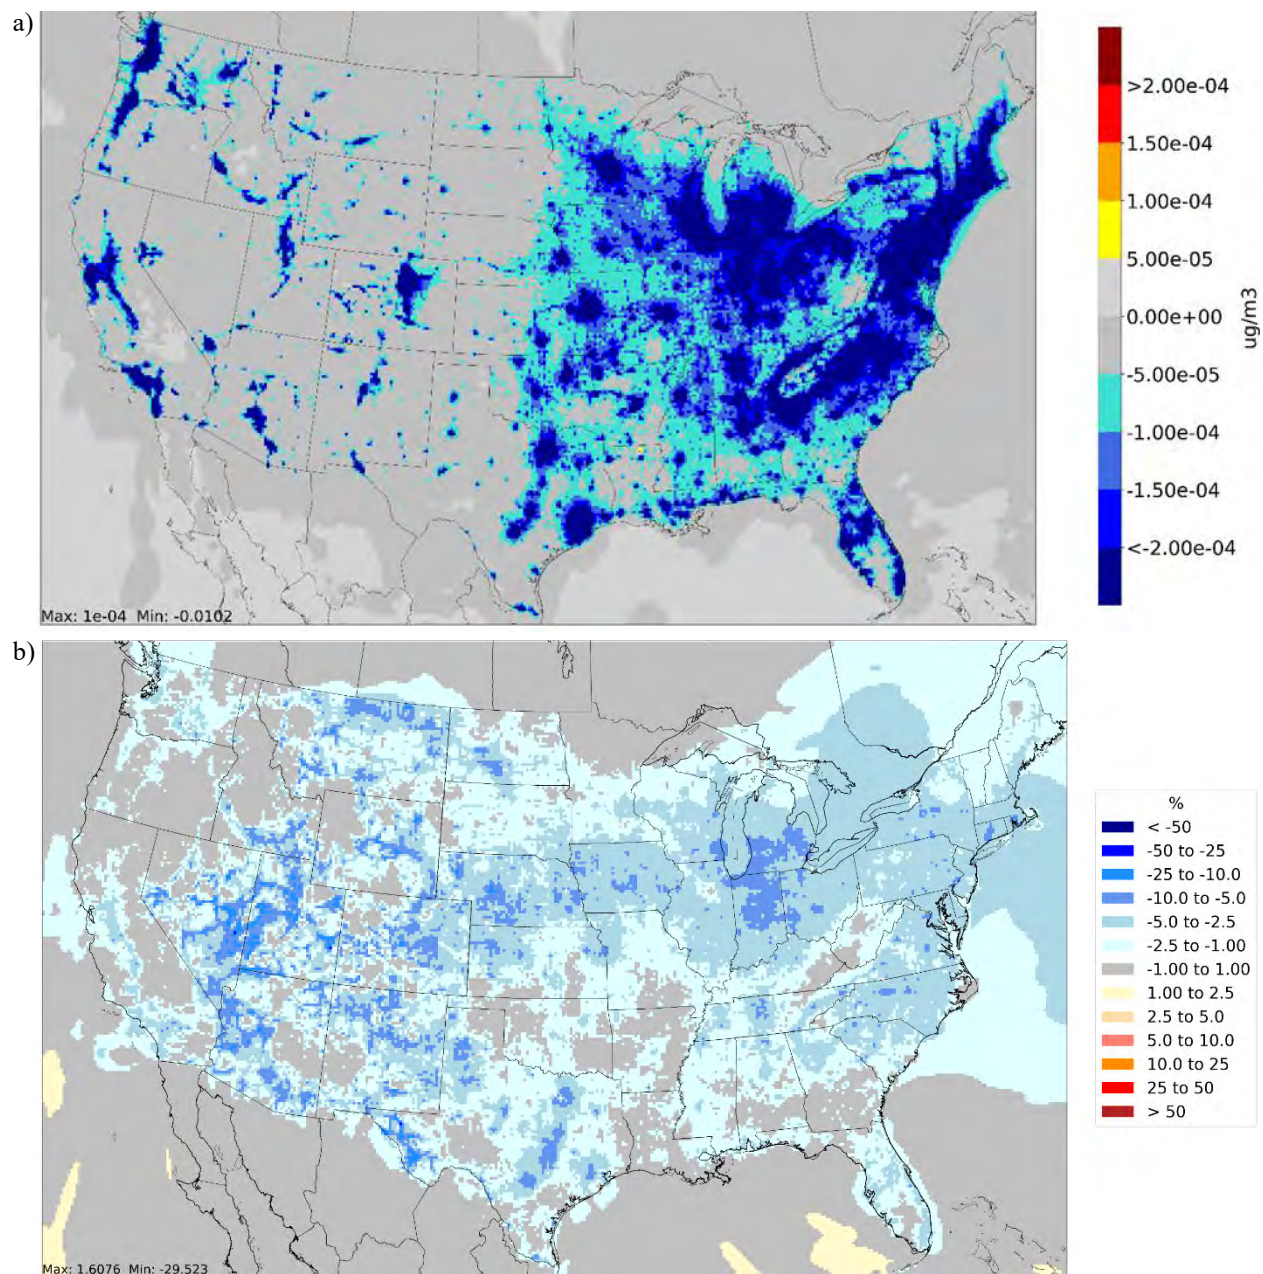 a)
>2.00e-04
1.50e-04
1.00e-04
5.00e-05
0.00e+00
-5.00e-05
-1.00e-04
-1.50e-04
<-2.00e-04
ug/m3
Max: 1e-04 Min: -0.0102
b)
%
< -50
-50 to -25
-25 to -10.0
-10.0 to -5.0
-5.0 to -2.5
-2.5 to -1.00
-1.00 to 1.00
1.00 to 2.5
2.5 to 5.0
5.0 to 10.0
10.0 to 25
25 to 50
> 50
Max: 1.6076 Min: -29.523